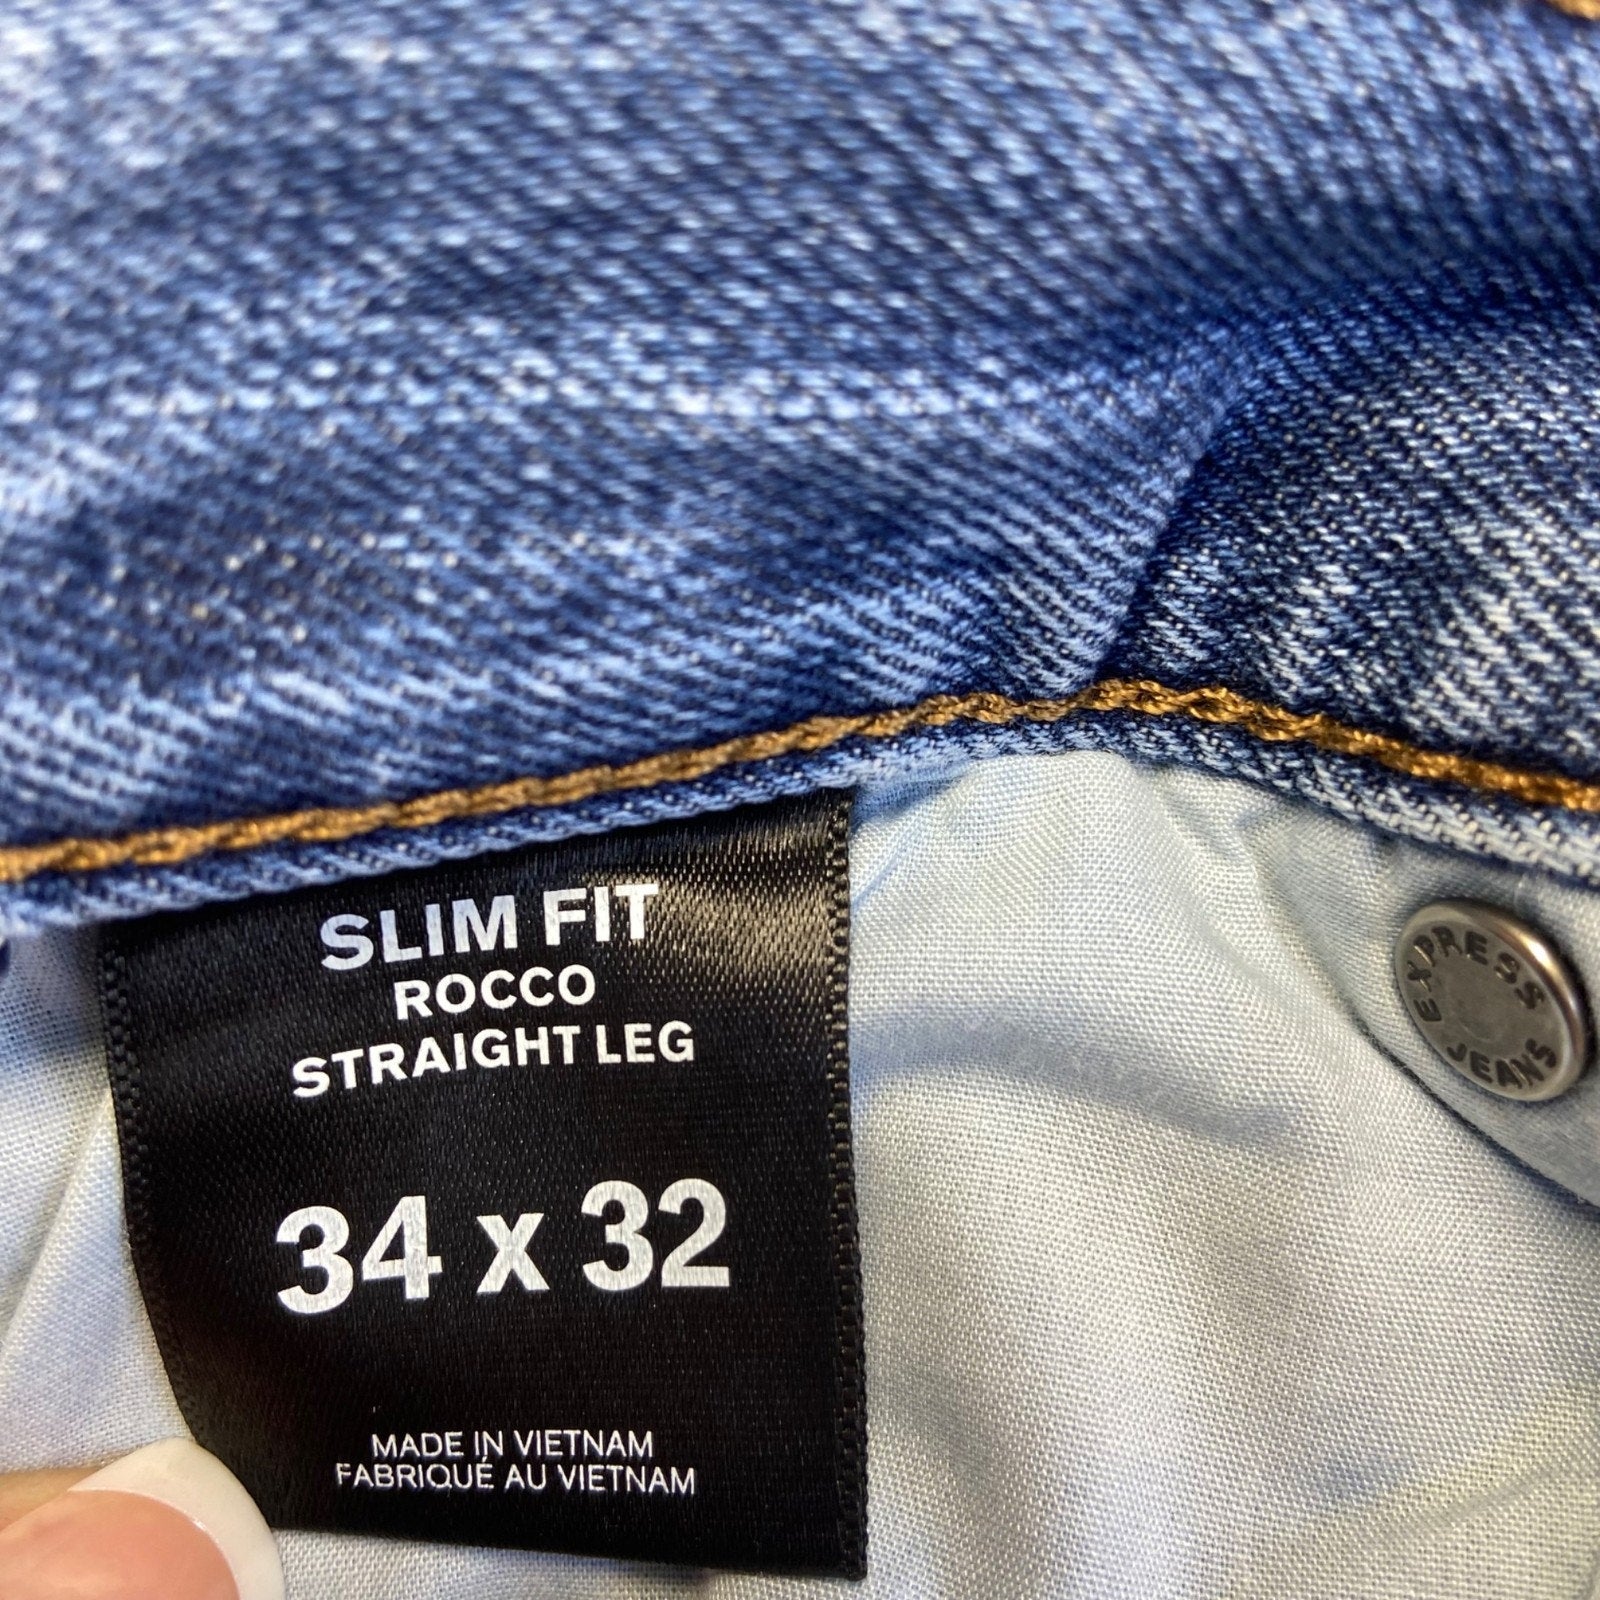 SLIM FIT
ROCCO
STRAIGHT LEG
34 x 32
MADE IN VIETNAM
FABRIQUÉ AU VIETNAM
EXPRESS
JEANS